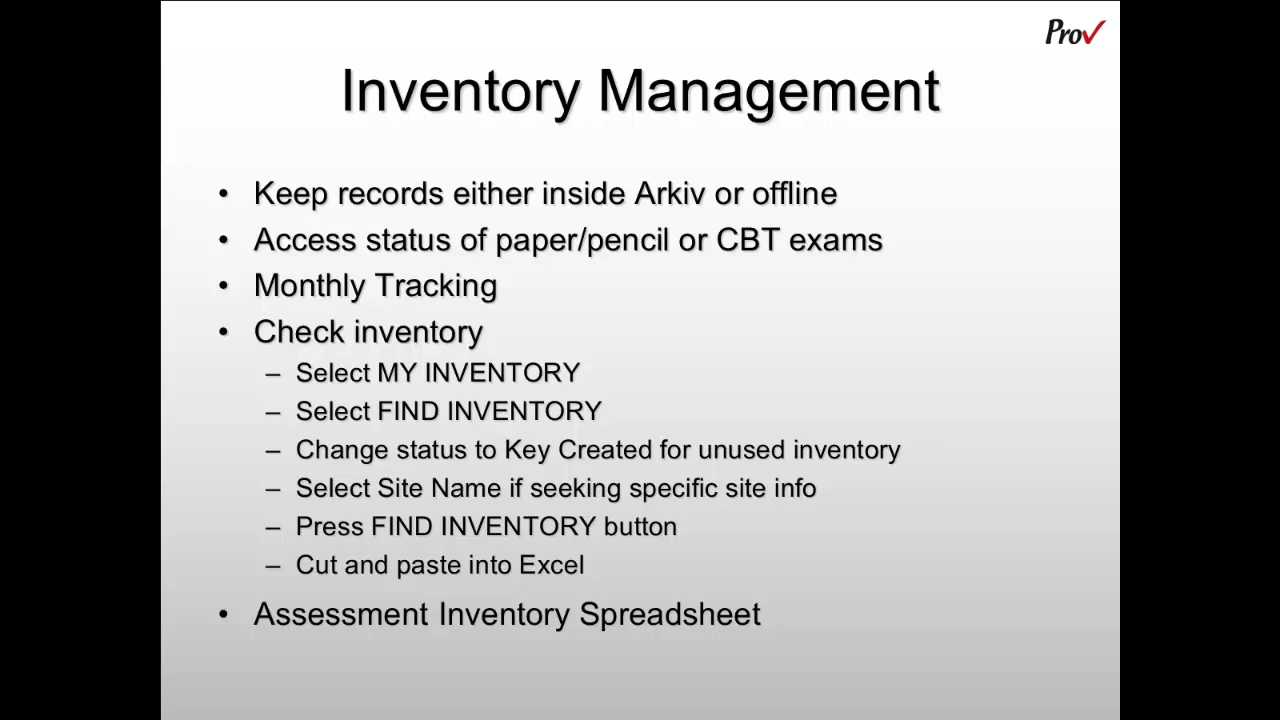 Prov
Inventory Management
• Keep records either inside Arkiv or offline
• Access status of paper/pencil or CBT exams
• Monthly Tracking
• Check inventory
– Select MY INVENTORY
– Select FIND INVENTORY
– Change status to Key Created for unused inventory
– Select Site Name if seeking specific site info
– Press FIND INVENTORY button
– Cut and paste into Excel
• Assessment Inventory Spreadsheet